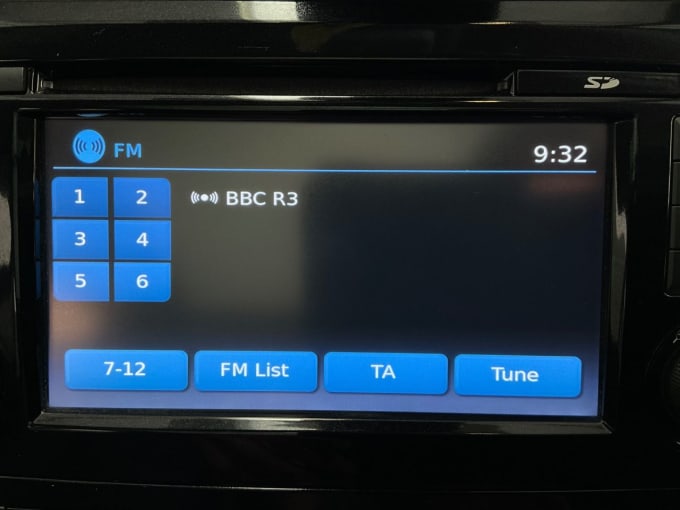 SD
FM
9:32
1 2
BBC R3
3 4
5 6
7-12 FM List TA Tune